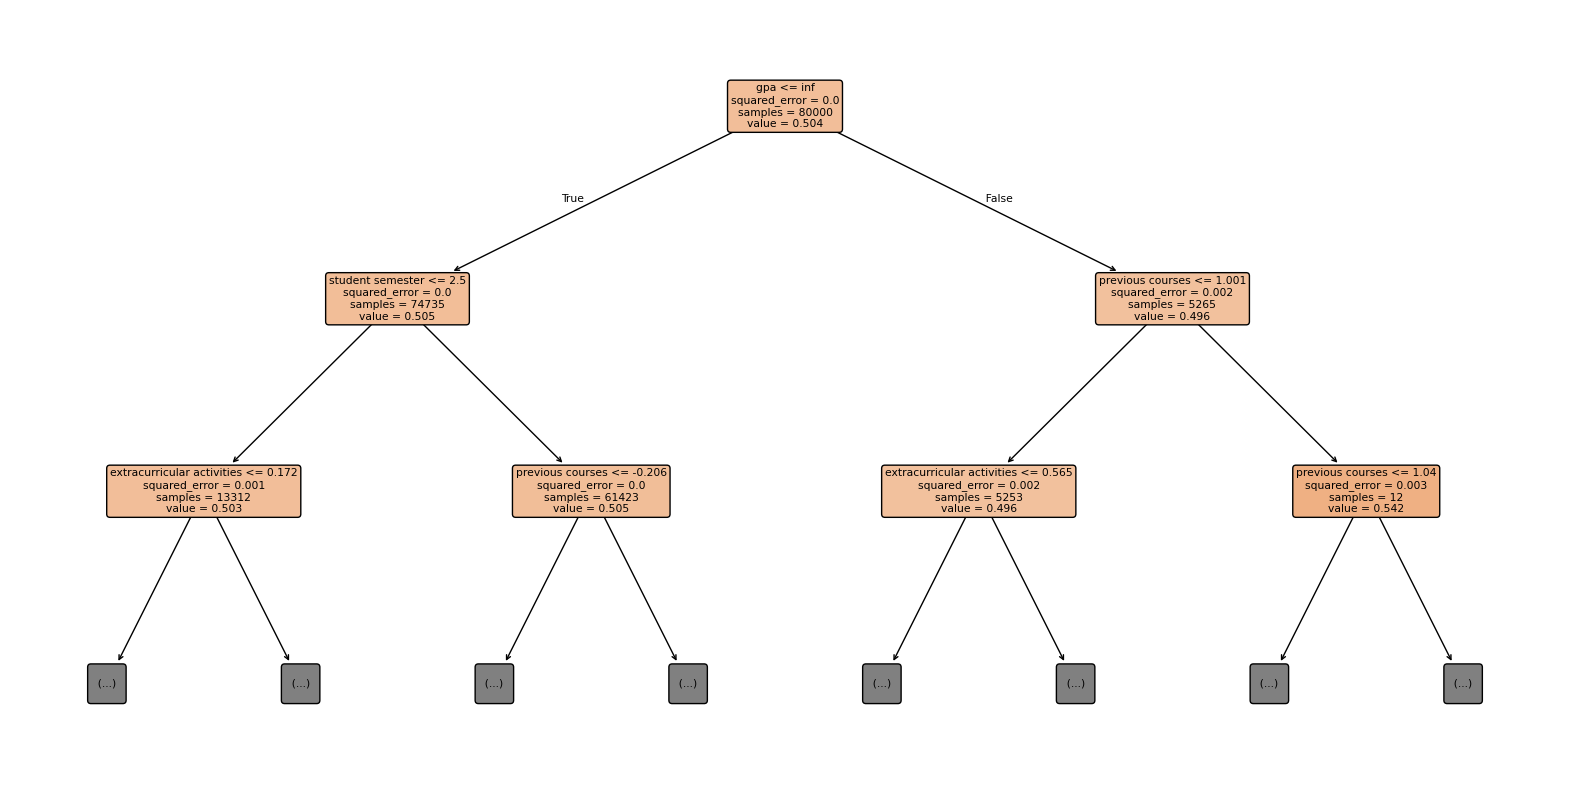 gpa <= inf
squared_error = 0.0
samples = 80000
value = 0.504
True
False
student semester <= 2.5
squared_error = 0.0
samples = 74735
value = 0.505
previous courses <= 1.001
squared_error = 0.002
samples = 5265
value = 0.496
extracurricular activities <= 0.172
squared_error = 0.001
samples = 13312
value = 0.503
previous courses <= -0.206
squared_error = 0.0
samples = 61423
value = 0.505
extracurricular activities <= 0.565
squared_error = 0.002
samples = 5253
value = 0.496
previous courses <= 1.04
squared_error = 0.003
samples = 12
value = 0.542
(...)
(...)
(...)
(...)
(...)
(...)
(...)
(...)